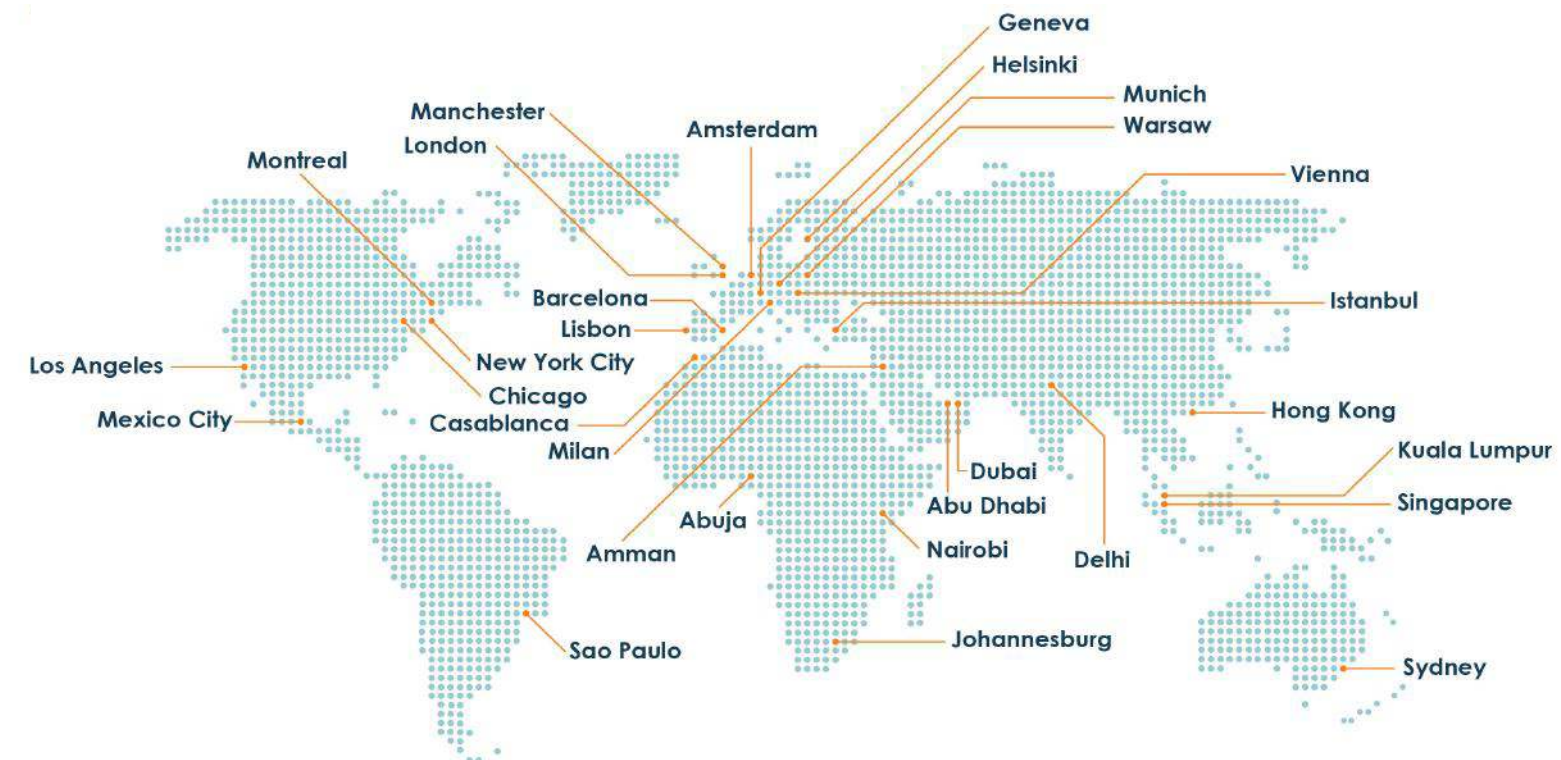 Geneva
Helsinki
Munich
Manchester
Warsaw
Amsterdam
London
Montreal
Vienna
Barcelona
Istanbul
Lisbon
New York City
Los Angeles
Chicago
Hong Kong
Mexico City
Casablanca
Milan
Kuala Lumpur
Dubai
Singapore
Abu Dhabi
Abuja
Nairobi
Amman
Delhi
Johannesburg
Sao Paulo
Sydney